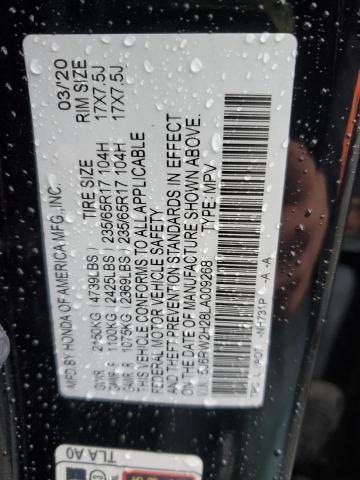 MFD.BY HONDA OF AMERICA MFG., INC. 03/20
TIRE SIZE RIM SIZE
GVWR 2150KG (4739LBS)
GAWR F 1100KG (2425LBS) 235/65R17 104H 17X7.5J
GAWR R 1075KG (2369LBS) 235/65R17 104H 17X7.5J
THIS VEHICLE CONFORMS TO ALL APPLICABLE
FEDERAL MOTOR VEHICLE SAFETY
AND THEFT PREVENTION STANDARDS IN EFFECT
ON THE DATE OF MANUFACTURE SHOWN ABOVE.
V.I.N.: 5J6RW2H28LA009268 TYPE: MPV
NH731P -A -A
TLA A0